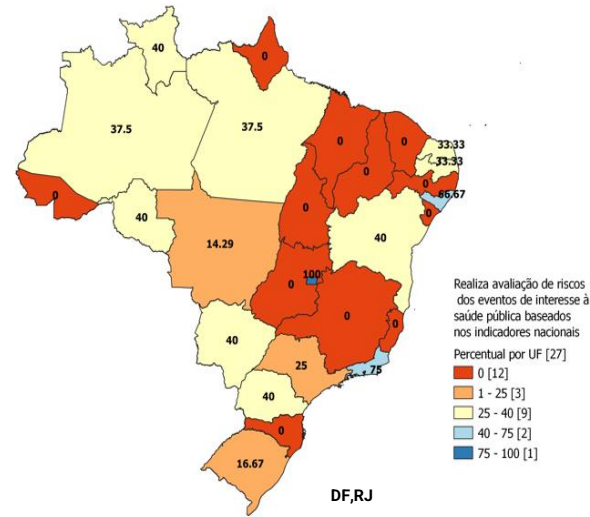 40
0
37.5
37.5
0
0
33.33
33.33
0
0
66.67
0
0
0
40
14.29
40
100
0
0
0
40
25
75
40
0
16.67
Realiza avaliação de riscos
dos eventos de interesse à
saúde pública baseados
nos indicadores nacionais
Percentual por UF [27]
0 [12]
1 - 25 [3]
25 - 40 [9]
40 - 75 [2]
75 - 100 [1]
DF,RJ